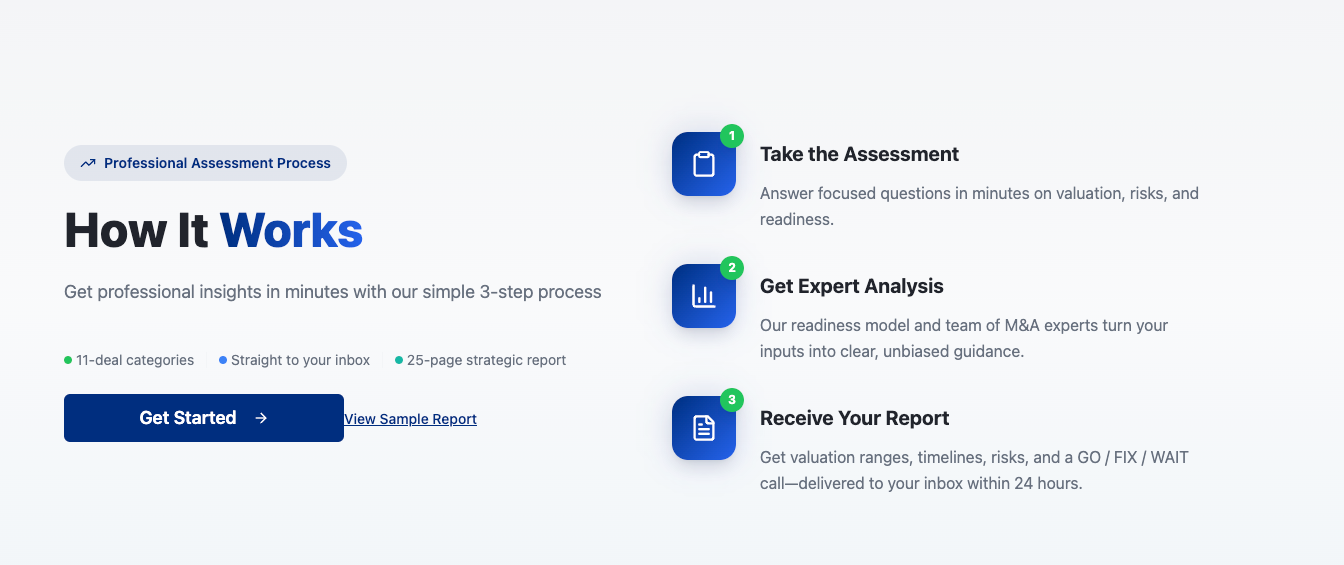 Professional Assessment Process
How It Works
Get professional insights in minutes with our simple 3-step process
11-deal categories
Straight to your inbox
25-page strategic report
Get Started
View Sample Report
1
Take the Assessment
Answer focused questions in minutes on valuation, risks, and
readiness.
2
Get Expert Analysis
Our readiness model and team of M&A experts turn your
inputs into clear, unbiased guidance.
3
Receive Your Report
Get valuation ranges, timelines, risks, and a GO / FIX / WAIT
call—delivered to your inbox within 24 hours.